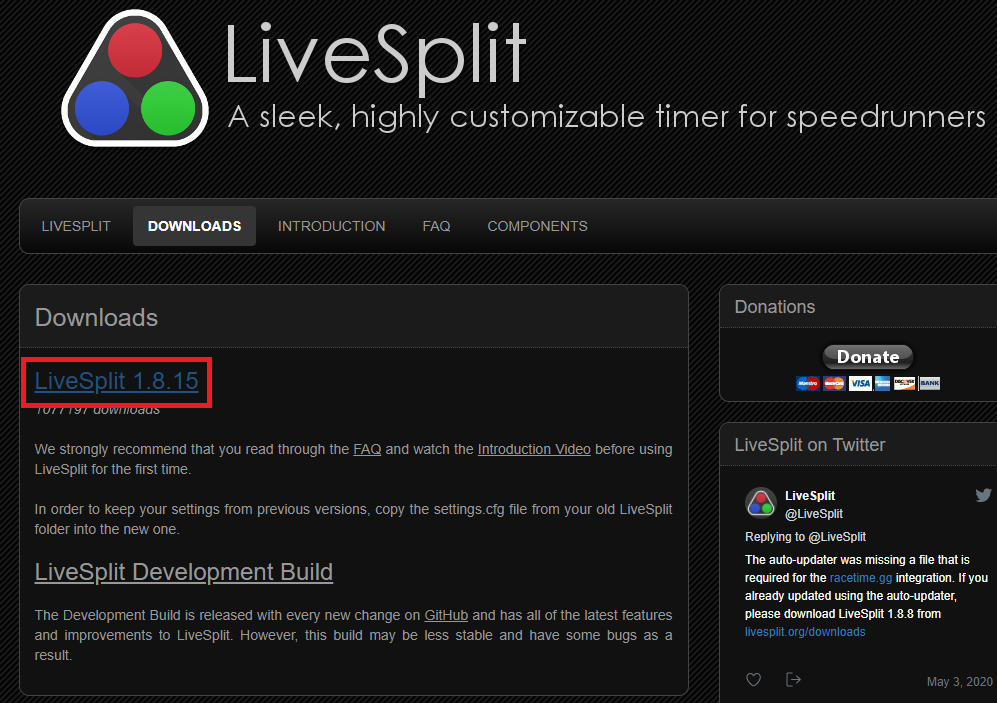 LiveSplit
A sleek, highly customizable timer for speedrunners
LIVESPLIT DOWNLOADS INTRODUCTION FAQ COMPONENTS
Downloads
LiveSplit 1.8.15
1077197 downloads
We strongly recommend that you read through the FAQ and watch the Introduction Video before using
LiveSplit for the first time.
In order to keep your settings from previous versions, copy the settings.cfg file from your old LiveSplit
folder into the new one.
LiveSplit Development Build
The Development Build is released with every new change on GitHub and has all of the latest features
and improvements to LiveSplit. However, this build may be less stable and have some bugs as a
result.
Donations
Donate
Maestro MasterCard VISA DISCOVER BANK
LiveSplit on Twitter
LiveSplit
@LiveSplit
Replying to @LiveSplit
The auto-updater was missing a file that is
required for the racetime.gg integration. If you
already updated using the auto-updater,
please download LiveSplit 1.8.8 from
livesplit.org/downloads
May 3, 2020